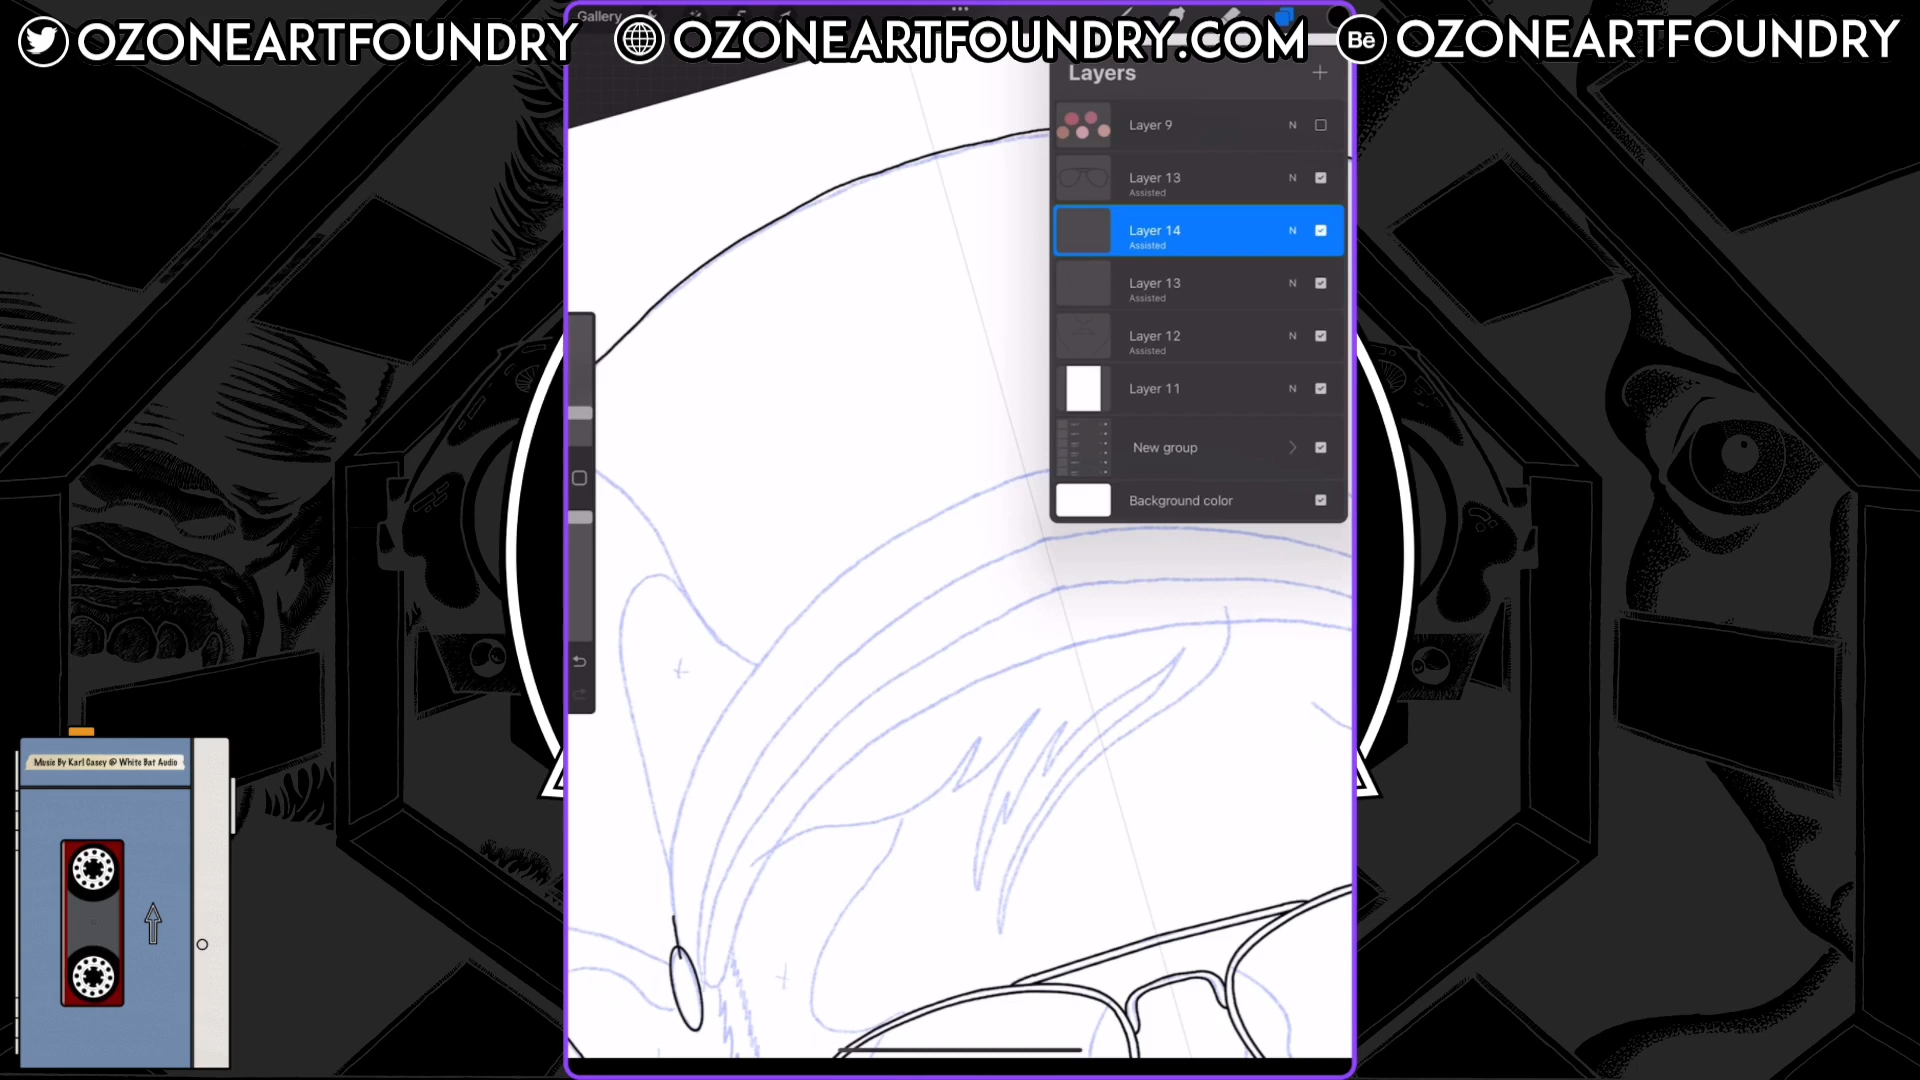 OZONEARTFOUNDRY
OZONEARTFOUNDRY.COM
Bē OZONEARTFOUNDRY
Gallery
Layers
Layer 9 N
Layer 13 N
Assisted
Layer 14 N
Assisted
Layer 13 N
Assisted
Layer 12 N
Assisted
Layer 11 N
New group
Background color
Music By Karl Casey @ White Bat Audio